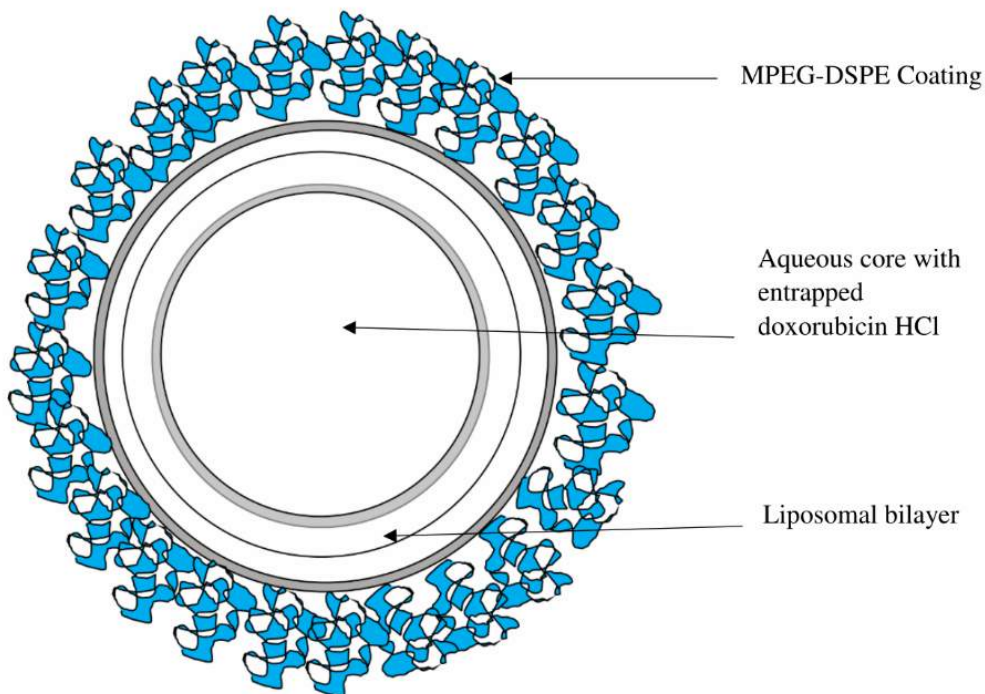 MPEG-DSPE Coating
Aqueous core with
entrapped
doxorubicin HCl
Liposomal bilayer